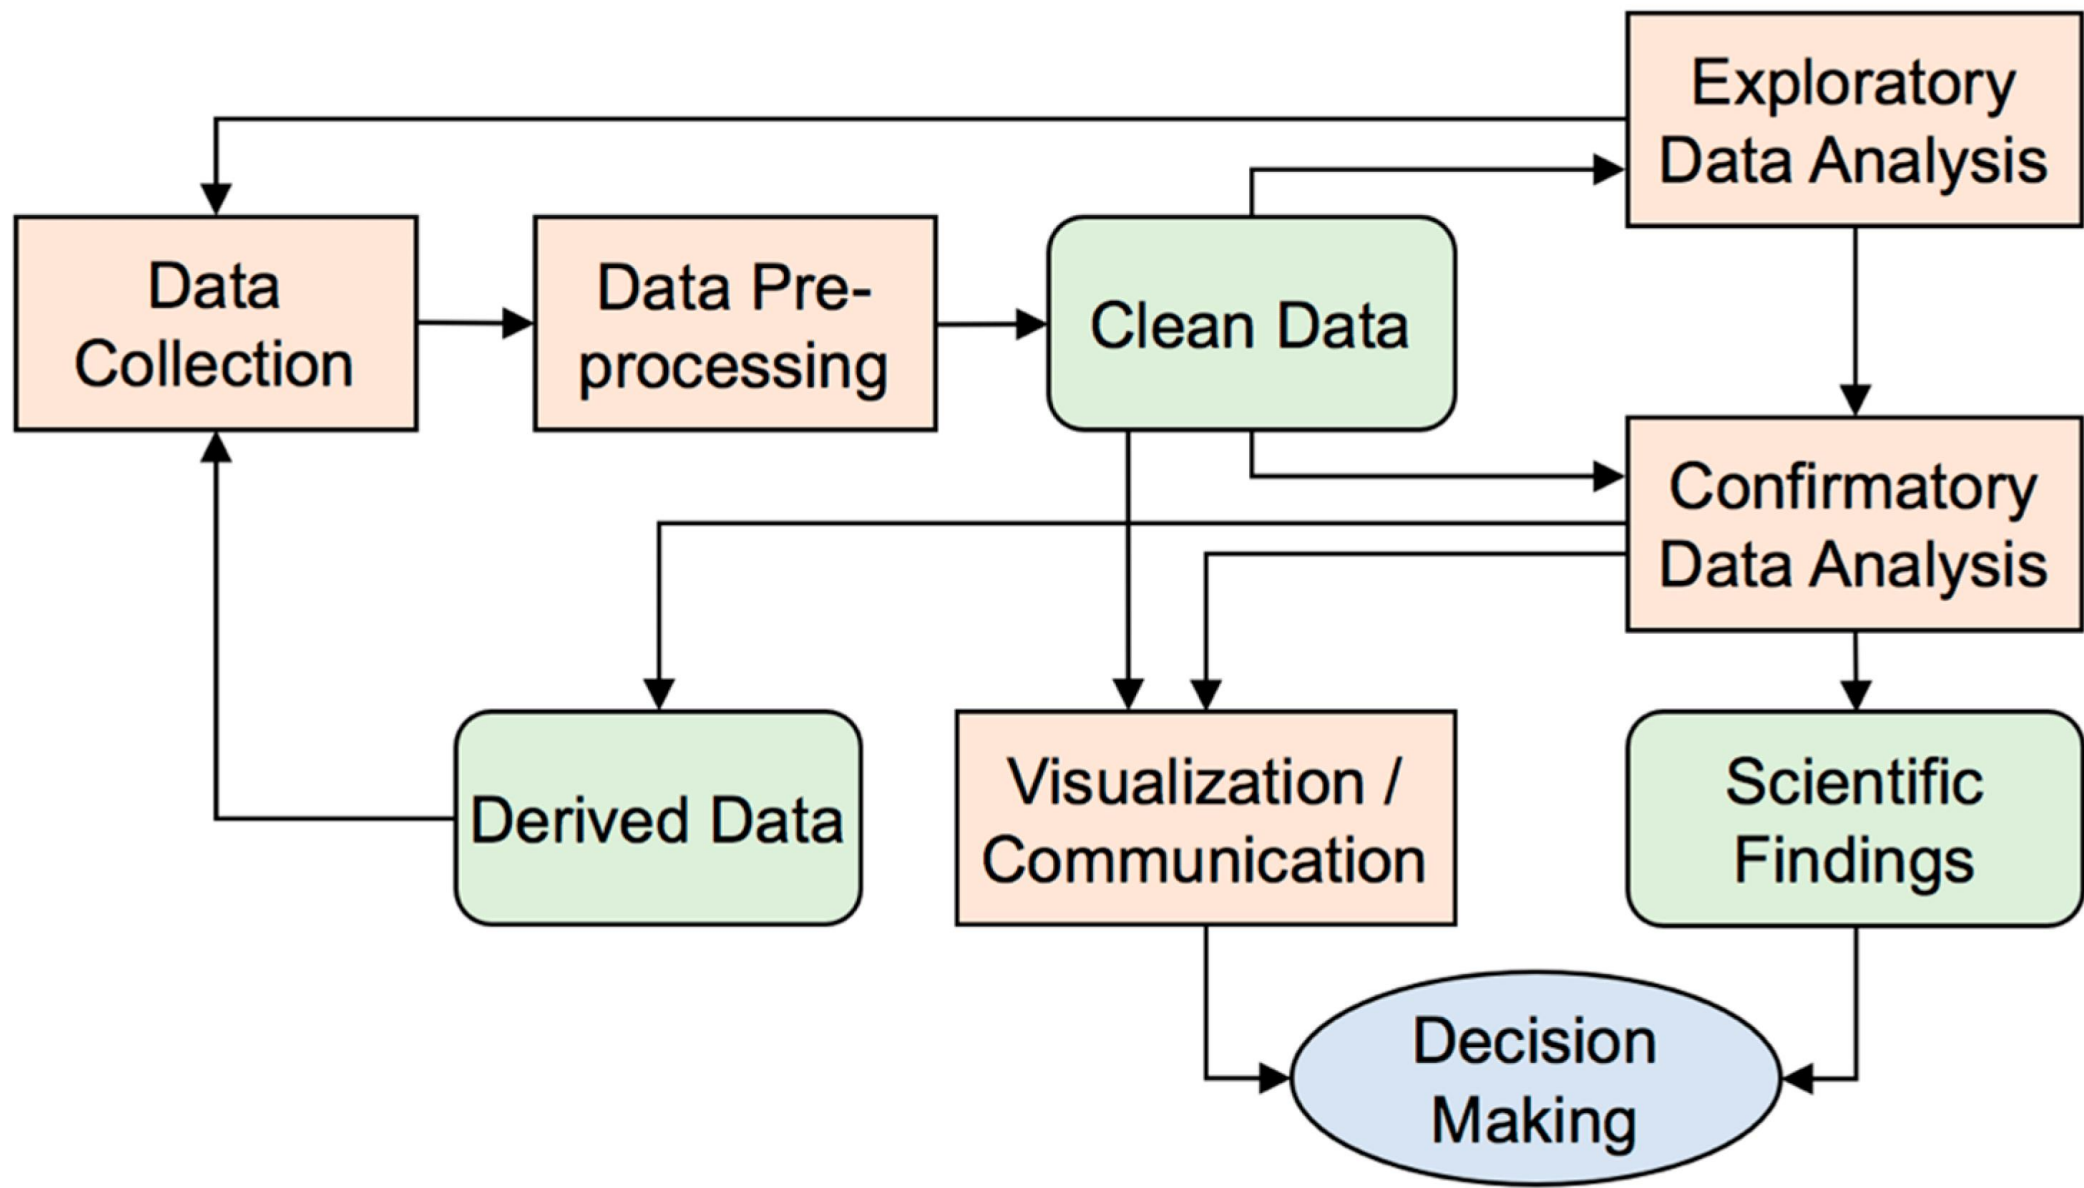 Exploratory
Data Analysis
Data
Collection
Data Pre-
processing
Clean Data
Confirmatory
Data Analysis
Derived Data
Visualization /
Communication
Scientific
Findings
Decision
Making